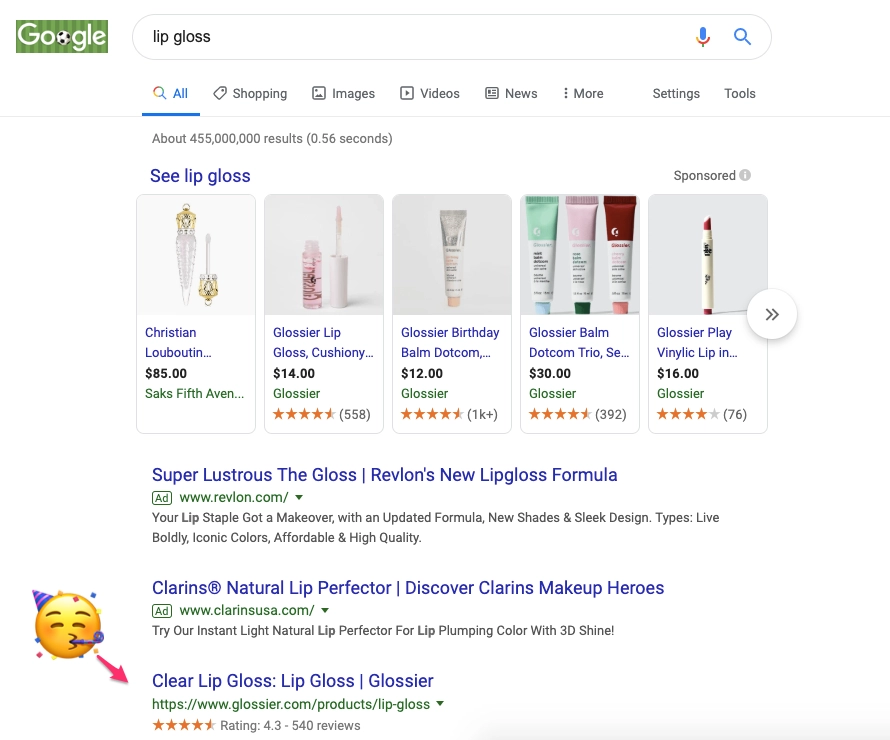 Google
lip gloss
All Shopping Images Videos News More Settings Tools
About 455,000,000 results (0.56 seconds)
See lip gloss
Sponsored
Christian
Louboutin...
$85.00
Saks Fifth Aven...
Glossier Lip
Gloss, Cushiony...
$14.00
Glossier
(558)
Glossier Birthday
Balm Dotcom,...
$12.00
Glossier
(1k+)
Glossier Balm
Dotcom Trio, Se...
$30.00
Glossier
(392)
Glossier Play
Vinylic Lip in...
$16.00
Glossier
(76)
Super Lustrous The Gloss | Revlon's New Lipgloss Formula
Ad www.revlon.com/
Your Lip Staple Got a Makeover, with an Updated Formula, New Shades & Sleek Design. Types: Live
Boldly, Iconic Colors, Affordable & High Quality.
Clarins® Natural Lip Perfector | Discover Clarins Makeup Heroes
Ad www.clarinsusa.com/
Try Our Instant Light Natural Lip Perfector For Lip Plumping Color With 3D Shine!
Clear Lip Gloss: Lip Gloss | Glossier
https://www.glossier.com/products/lip-gloss
Rating: 4.3 - 540 reviews